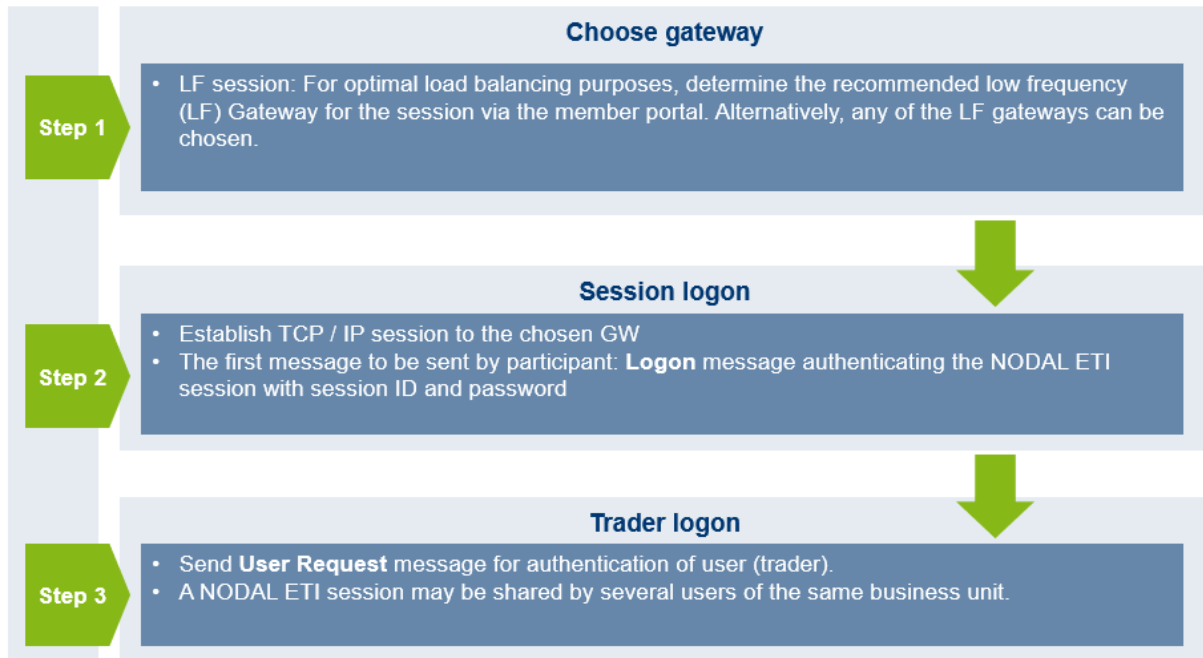 Choose gateway
Step 1
• LF session: For optimal load balancing purposes, determine the recommended low frequency
(LF) Gateway for the session via the member portal. Alternatively, any of the LF gateways can be
chosen.
Session logon
Step 2
• Establish TCP / IP session to the chosen GW
• The first message to be sent by participant: Logon message authenticating the NODAL ETI
session with session ID and password
Trader logon
Step 3
• Send User Request message for authentication of user (trader).
• A NODAL ETI session may be shared by several users of the same business unit.